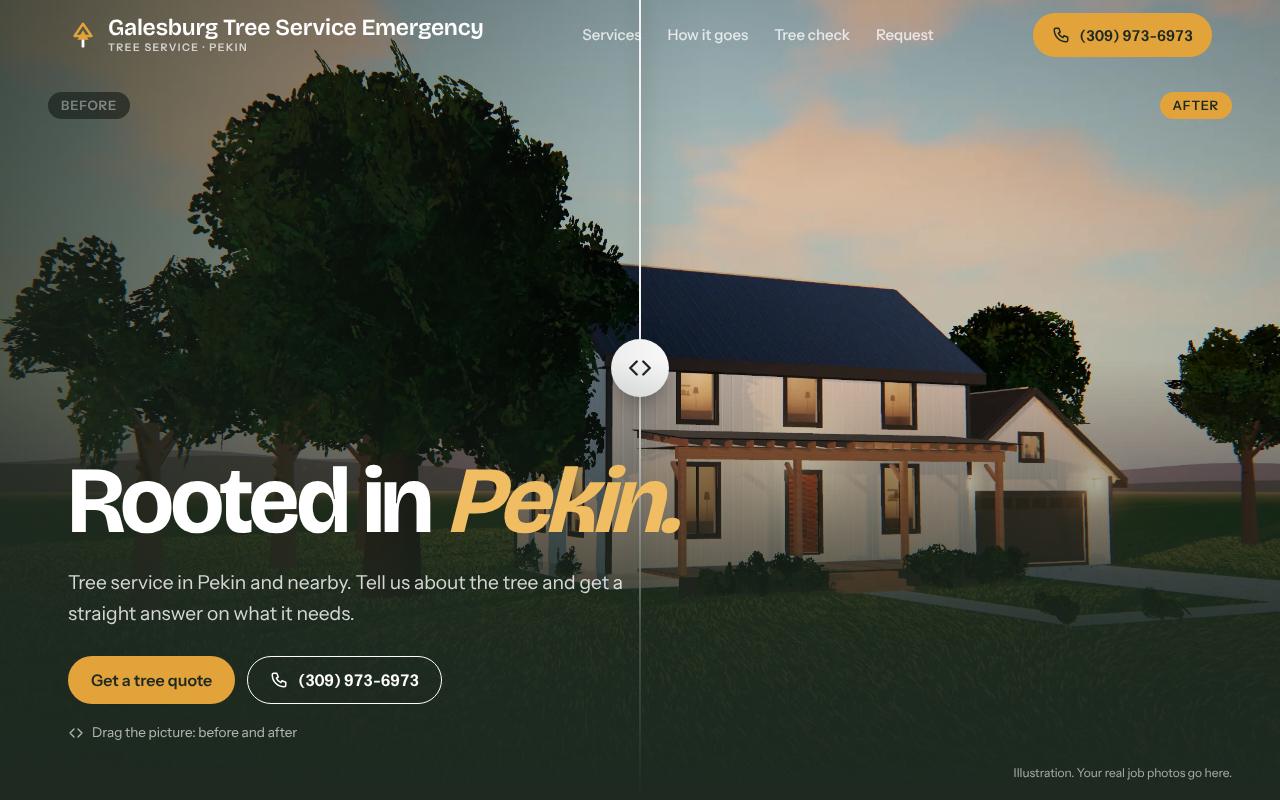 Galesburg Tree Service Emergency
TREE SERVICE · PEKIN
Services
How it goes
Tree check
Request
(309) 973-6973
BEFORE
AFTER
Rooted in Pekin.
Tree service in Pekin and nearby. Tell us about the tree and get a
straight answer on what it needs.
Get a tree quote
(309) 973-6973
Drag the picture: before and after
Illustration. Your real job photos go here.